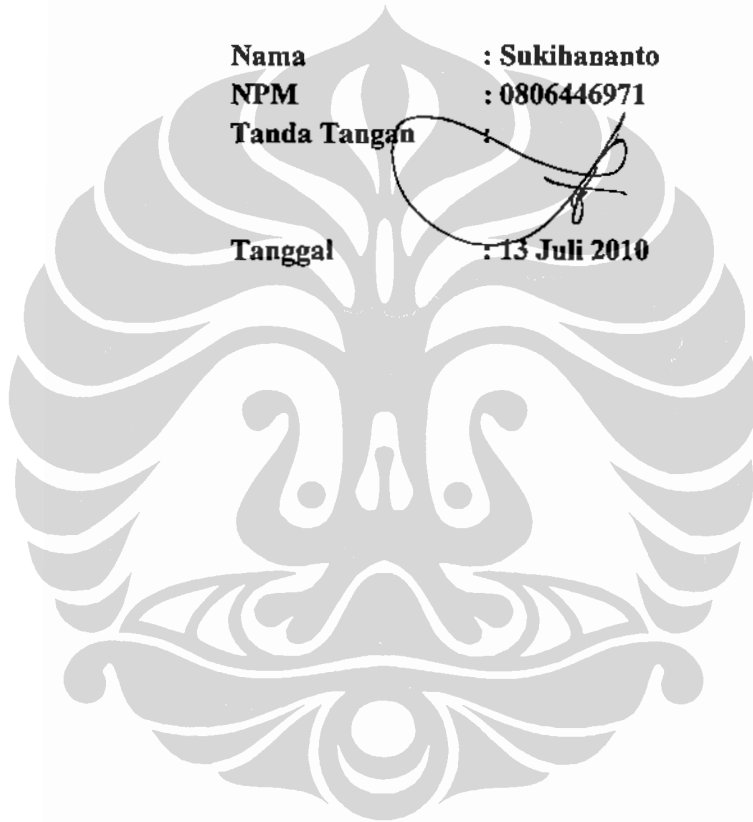 Nama : Sukihananto
NPM : 0806446971
Tanda Tangan :
Tanggal : 13 Juli 2010